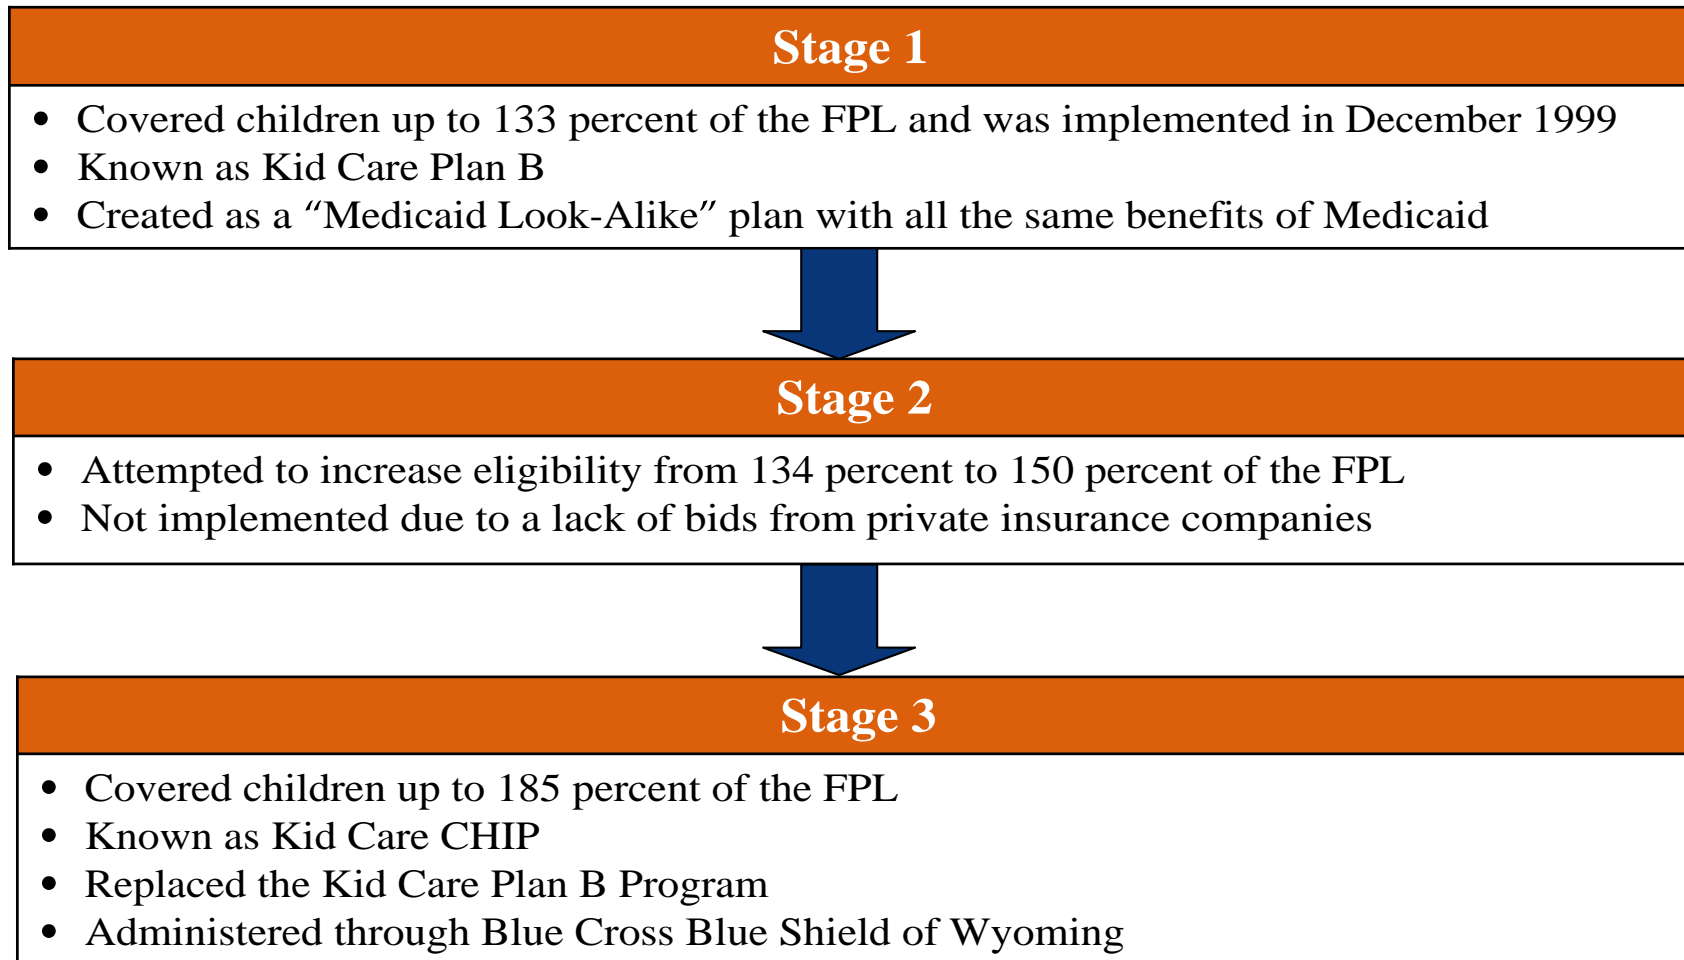 Stage 1
• Covered children up to 133 percent of the FPL and was implemented in December 1999
• Known as Kid Care Plan B
• Created as a “Medicaid Look-Alike” plan with all the same benefits of Medicaid
Stage 2
• Attempted to increase eligibility from 134 percent to 150 percent of the FPL
• Not implemented due to a lack of bids from private insurance companies
Stage 3
• Covered children up to 185 percent of the FPL
• Known as Kid Care CHIP
• Replaced the Kid Care Plan B Program
• Administered through Blue Cross Blue Shield of Wyoming